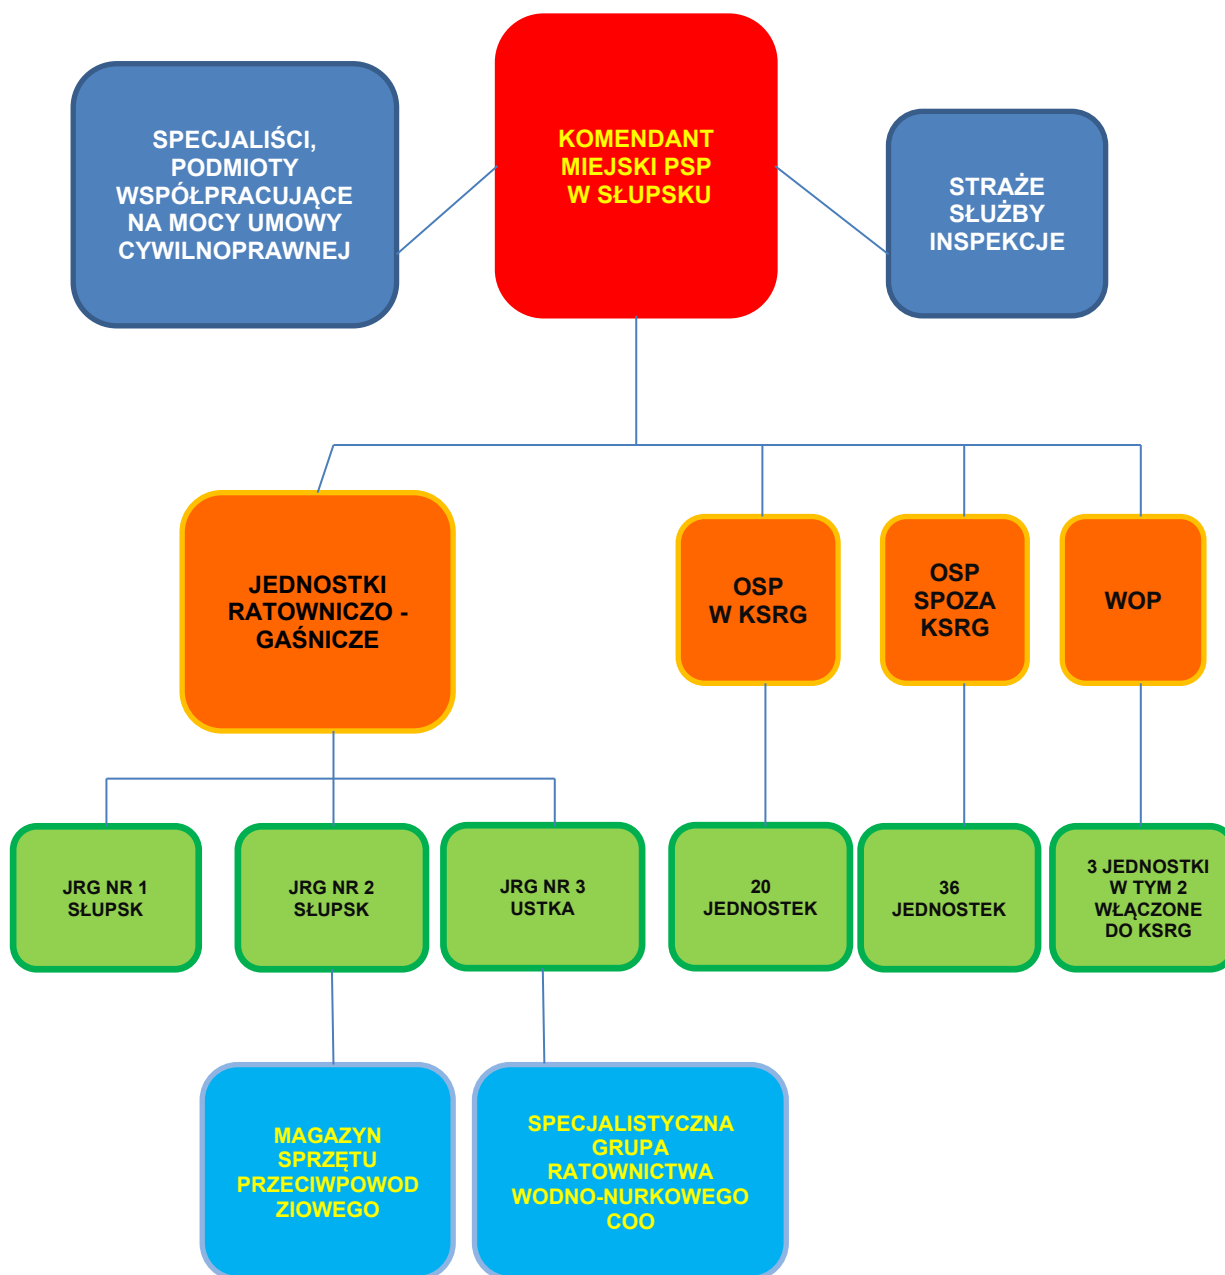 SPECJALIŚCI,
PODMIOTY
WSPÓŁPRACUJĄCE
NA MOCY UMOWY
CYWILNOPRAWNEJ
KOMENDANT
MIEJSKI PSP
W SŁUPSKU
STRAŻE
SŁUŻBY
INSPEKCJE
JEDNOSTKI
RATOWNICZO -
GAŚNICZE
OSP
W KSRG
OSP
SPOZA
KSRG
WOP
JRG NR 1
SŁUPSK
JRG NR 2
SŁUPSK
JRG NR 3
USTKA
20
JEDNOSTEK
36
JEDNOSTEK
3 JEDNOSTKI
W TYM 2
WŁĄCZONE
DO KSRG
MAGAZYN
SPRZĘTU
PRZECIWPOWOD
ZIOWEGO
SPECJALISTYCZNA
GRUPA
RATOWNICTWA
WODNO-NURKOWEGO
COO